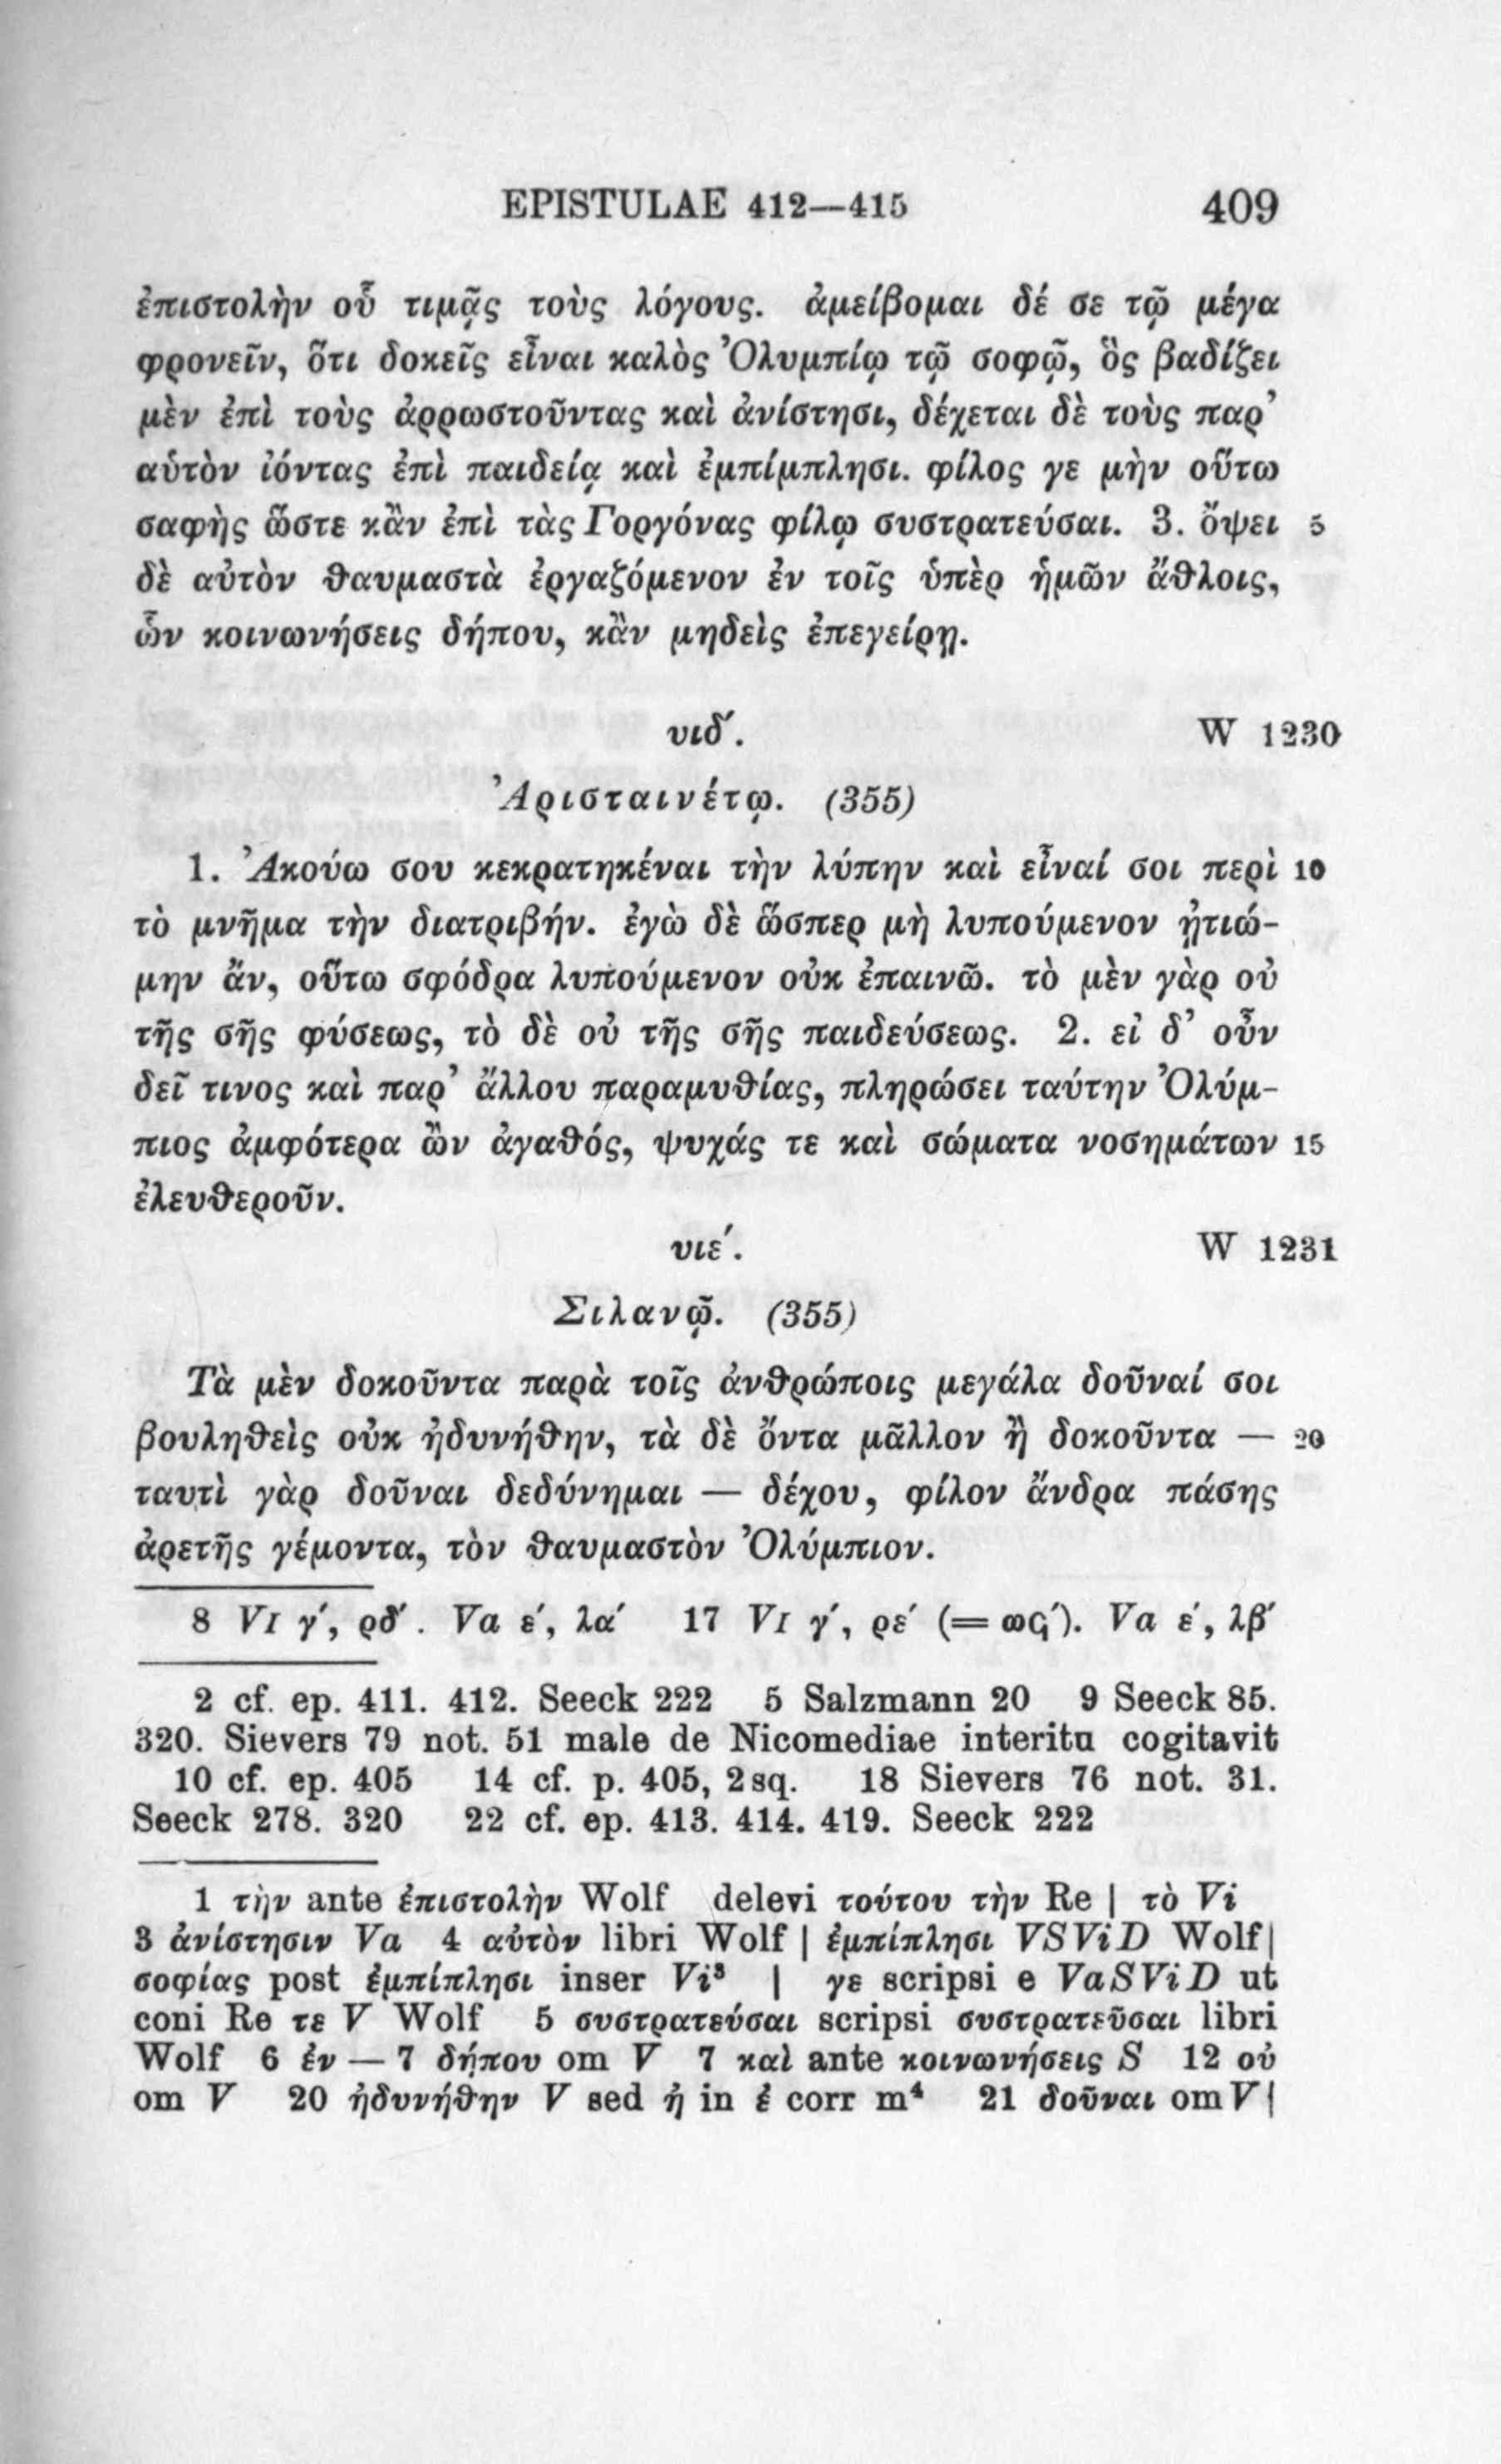 EPISTULAE 412—415 409
ἐπιστολὴν οὗ τιμᾷς τοὺς λόγους. ἀμείβομαι δέ σε τῷ μέγα
φρονεῖν, ὅτι δοκεῖς εἶναι καλὸς Ὀλυμπίῳ τῷ σοφῷ, ὃς βαδίζει
μὲν ἐπὶ τοὺς ἀρρωστοῦντας καὶ ἀνίστησι, δέχεται δὲ τοὺς παρ’
αὑτὸν ἰόντας ἐπὶ παιδείᾳ καὶ ἐμπίμπλησι. φίλος γε μὴν οὕτω
σαφὴς ὥστε κἂν ἐπὶ τὰς Γοργόνας φίλῳ συστρατεύσαι. 3. ὄψει 5
δὲ αὐτὸν θαυμαστὰ ἐργαζόμενον ἐν τοῖς ὑπὲρ ἡμῶν ἄθλοις,
ὧν κοινωνήσεις δήπου, κἂν μηδεὶς ἐπεγείρῃ.
υιδ´. W 1230
Ἀρισταινέτῳ. (355)
1. Ἀκούω σου κεκρατηκέναι τὴν λύπην καὶ εἶναί σοι περὶ 10
τὸ μνῆμα τὴν διατριβήν. ἐγὼ δὲ ὥσπερ μὴ λυπούμενον ᾐτιώ-
μην ἄν, οὕτω σφόδρα λυπούμενον οὐκ ἐπαινῶ. τὸ μὲν γὰρ οὐ
τῆς σῆς φύσεως, τὸ δὲ οὐ τῆς σῆς παιδεύσεως. 2. εἰ δ’ οὖν
δεῖ τινος καὶ παρ’ ἄλλου παραμυθίας, πληρώσει ταύτην Ὀλύμ-
πιος ἀμφότερα ὢν ἀγαθός, ψυχάς τε καὶ σώματα νοσημάτων 15
ἐλευθεροῦν.
υιε´. W 1231
Σιλανῷ. (355)
Τὰ μὲν δοκοῦντα παρὰ τοῖς ἀνθρώποις μεγάλα δοῦναί σοι
βουληθεὶς οὐκ ἠδυνήθην, τὰ δὲ ὄντα μᾶλλον ἢ δοκοῦντα — 20
ταυτὶ γὰρ δοῦναι δεδύνημαι — δέχου, φίλον ἄνδρα πάσης
ἀρετῆς γέμοντα, τὸν θαυμαστὸν Ὀλύμπιον.
8 VI γ´, ρδ´. Va ε´, λα´ 17 VI γ´, ρε´ (= ωϟ´). Va ε´, λβ´
2 cf. ep. 411. 412. Seeck 222 5 Salzmann 20 9 Seeck 85.
320. Sievers 79 not. 51 male de Nicomediae interitu cogitavit
10 cf. ep. 405 14 cf. p. 405, 2 sq. 18 Sievers 76 not. 31.
Seeck 278. 320 22 cf. ep. 413. 414. 419. Seeck 222
1 τὴν ante ἐπιστολὴν Wolf delevi τούτου τὴν Re | τὸ Vi
3 ἀνίστησιν Va 4 αὐτὸν libri Wolf | ἐμπίπλησι VSViD Wolf|
σοφίας post ἐμπίπλησι inser Vi³ | γε scripsi e VaSViD ut
coni Re τε V Wolf 5 συστρατεύσαι scripsi συστρατεῦσαι libri
Wolf 6 ἐν — 7 δήπου om V 7 καὶ ante κοινωνήσεις S 12 οὐ
om V 20 ἠδυνήθην V sed ἠ in ἐ corr m⁴ 21 δοῦναι om V|